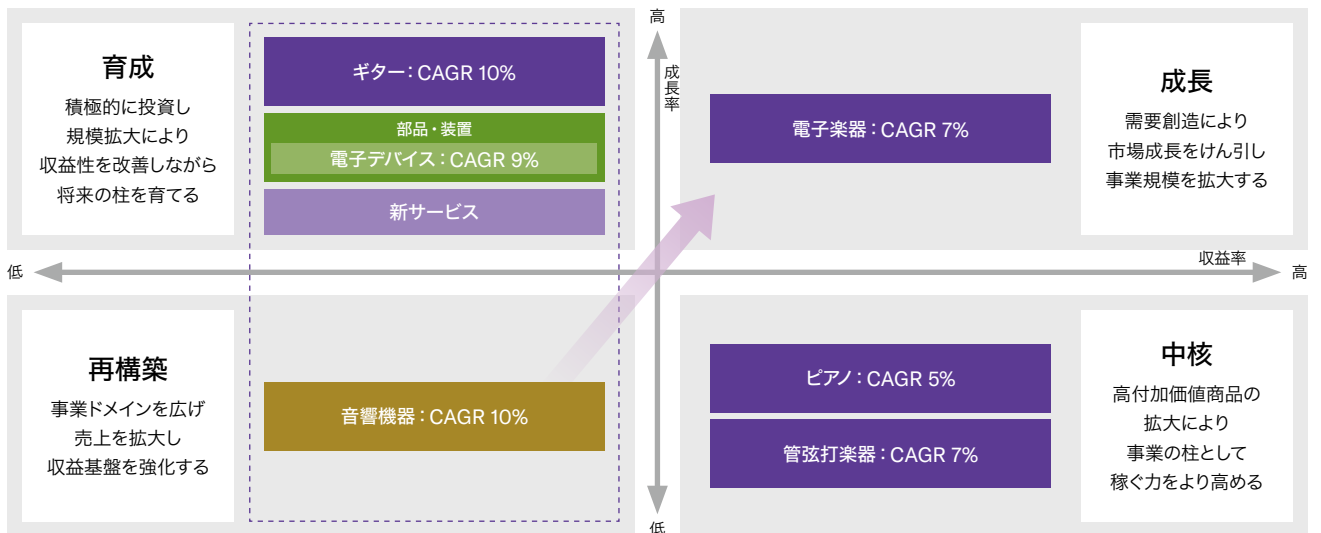 高
成長率
育成
積極的に投資し
規模拡大により
収益性を改善しながら
将来の柱を育てる
ギター：CAGR 10%
部品・装置
電子デバイス：CAGR 9%
新サービス
電子楽器：CAGR 7%
成長
需要創造により
市場成長をけん引し
事業規模を拡大する
低
収益率
高
再構築
事業ドメインを広げ
売上を拡大し
収益基盤を強化する
音響機器：CAGR 10%
ピアノ：CAGR 5%
管弦打楽器：CAGR 7%
中核
高付加価値商品の
拡大により
事業の柱として
稼ぐ力をより高める
低